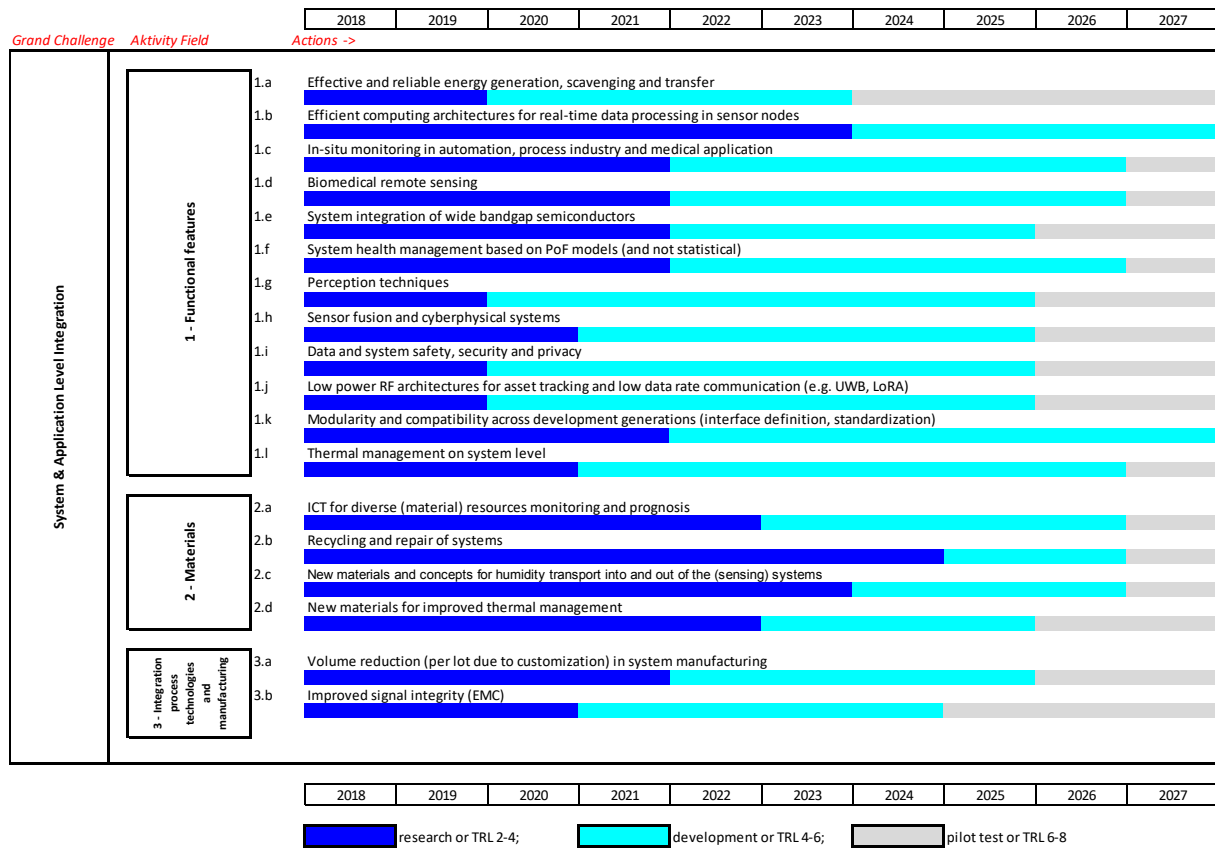 2018 2019 2020 2021 2022 2023 2024 2025 2026 2027
Grand Challenge Aktivity Field Actions ->
System & Application Level Integration
1 - Functional features
1.a Effective and reliable energy generation, scavenging and transfer
1.b Efficient computing architectures for real-time data processing in sensor nodes
1.c In-situ monitoring in automation, process industry and medical application
1.d Biomedical remote sensing
1.e System integration of wide bandgap semiconductors
1.f System health management based on PoF models (and not statistical)
1.g Perception techniques
1.h Sensor fusion and cyberphysical systems
1.i Data and system safety, security and privacy
1.j Low power RF architectures for asset tracking and low data rate communication (e.g. UWB, LoRA)
1.k Modularity and compatibility across development generations (interface definition, standardization)
1.l Thermal management on system level
2 - Materials
2.a ICT for diverse (material) resources monitoring and prognosis
2.b Recycling and repair of systems
2.c New materials and concepts for humidity transport into and out of the (sensing) systems
2.d New materials for improved thermal management
3 - Integration
process
technologies
and
manufacturing
3.a Volume reduction (per lot due to customization) in system manufacturing
3.b Improved signal integrity (EMC)
2018 2019 2020 2021 2022 2023 2024 2025 2026 2027
research or TRL 2-4; development or TRL 4-6; pilot test or TRL 6-8